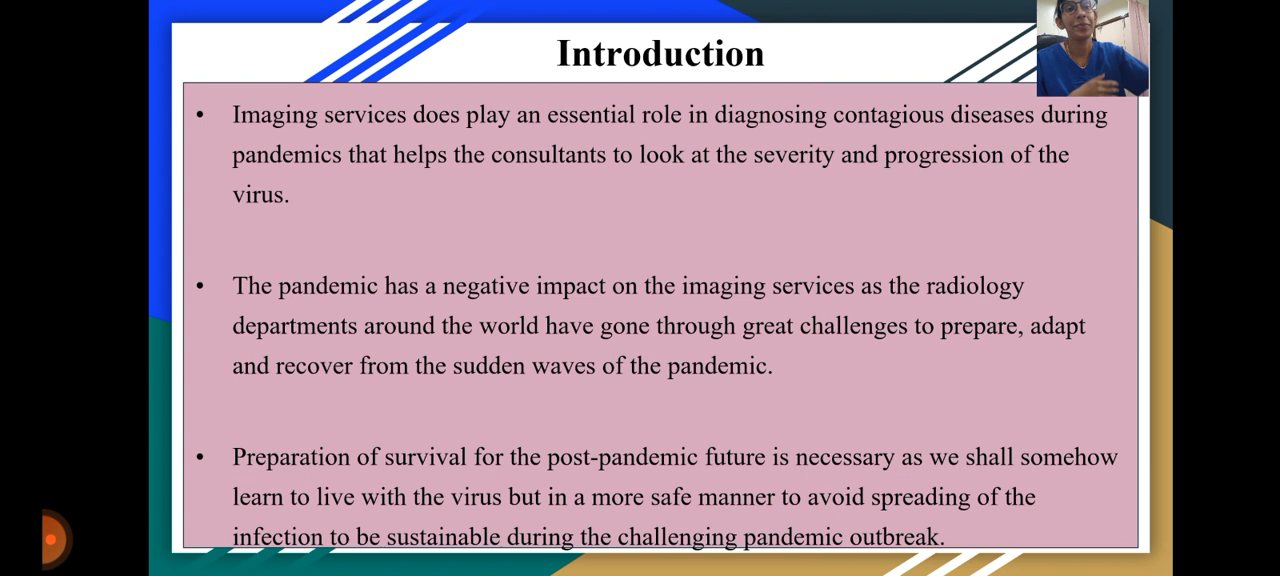 Introduction
• Imaging services does play an essential role in diagnosing contagious diseases during
pandemics that helps the consultants to look at the severity and progression of the
virus.
• The pandemic has a negative impact on the imaging services as the radiology
departments around the world have gone through great challenges to prepare, adapt
and recover from the sudden waves of the pandemic.
• Preparation of survival for the post-pandemic future is necessary as we shall somehow
learn to live with the virus but in a more safe manner to avoid spreading of the
infection to be sustainable during the challenging pandemic outbreak.